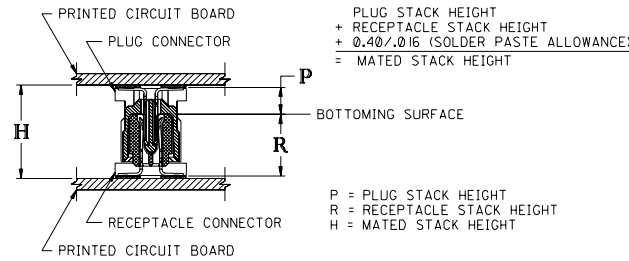 PRINTED CIRCUIT BOARD
PLUG CONNECTOR
PLUG STACK HEIGHT
+ RECEPTACLE STACK HEIGHT
+ 0.40/.016 (SOLDER PASTE ALLOWANCE)
= MATED STACK HEIGHT
P
BOTTOMING SURFACE
H
R
RECEPTACLE CONNECTOR
PRINTED CIRCUIT BOARD
P = PLUG STACK HEIGHT
R = RECEPTACLE STACK HEIGHT
H = MATED STACK HEIGHT